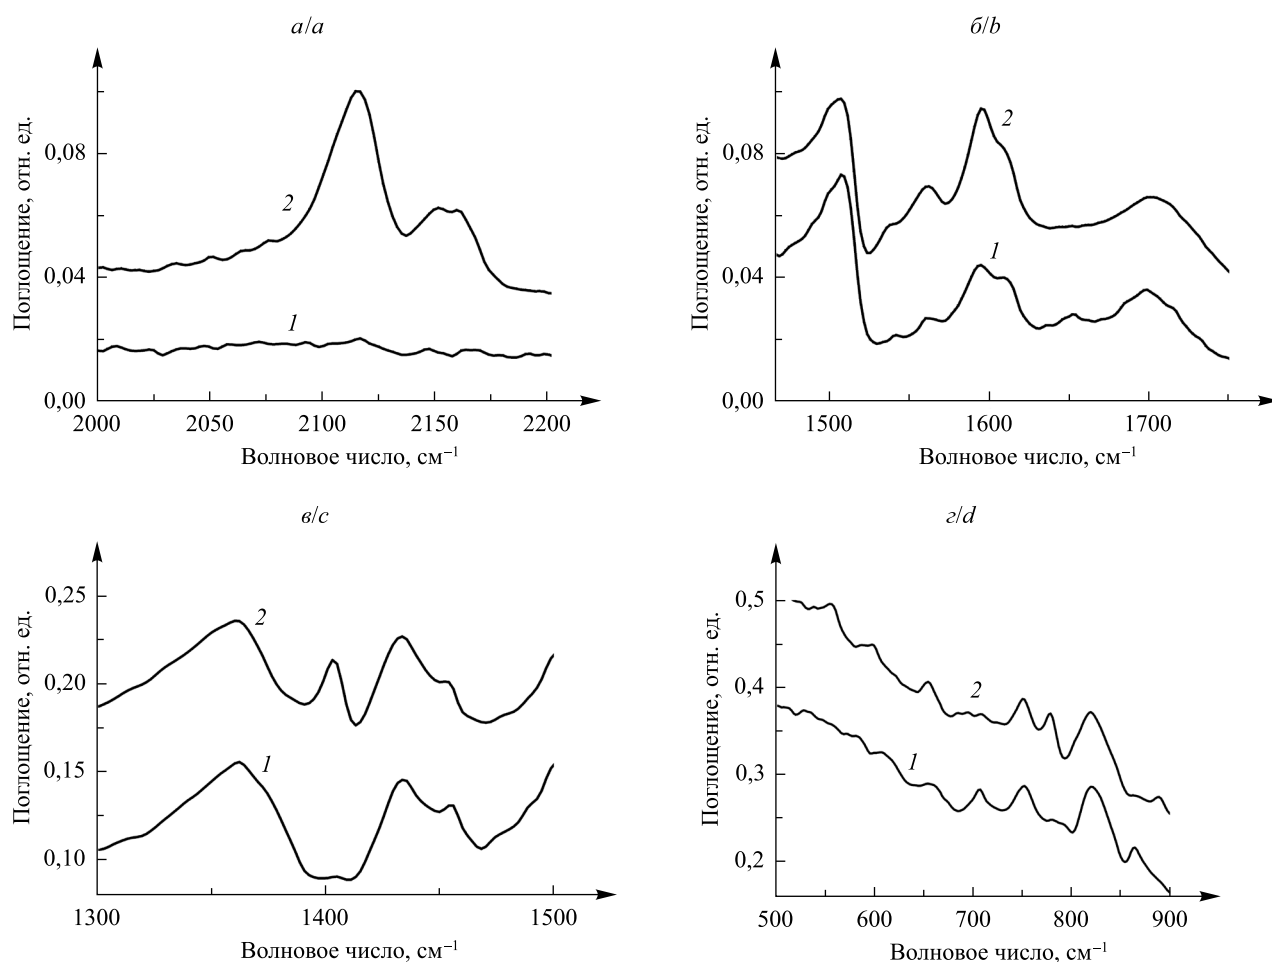 а/a
Поглощение, отн. ед.
0,08
0,04
0,00
2
1
2000 2050 2100 2150 2200
Волновое число, см–1
б/b
Поглощение, отн. ед.
0,08
0,04
0,00
2
1
1500 1600 1700
Волновое число, см–1
в/c
Поглощение, отн. ед.
0,25
0,20
0,15
0,10
2
1
1300 1400 1500
Волновое число, см–1
г/d
Поглощение, отн. ед.
0,5
0,4
0,3
0,2
2
1
500 600 700 800 900
Волновое число, см–1